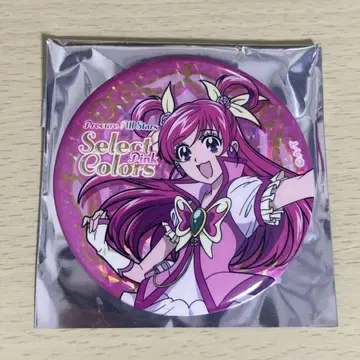 Precure All Stars
Select
Pink
Colors